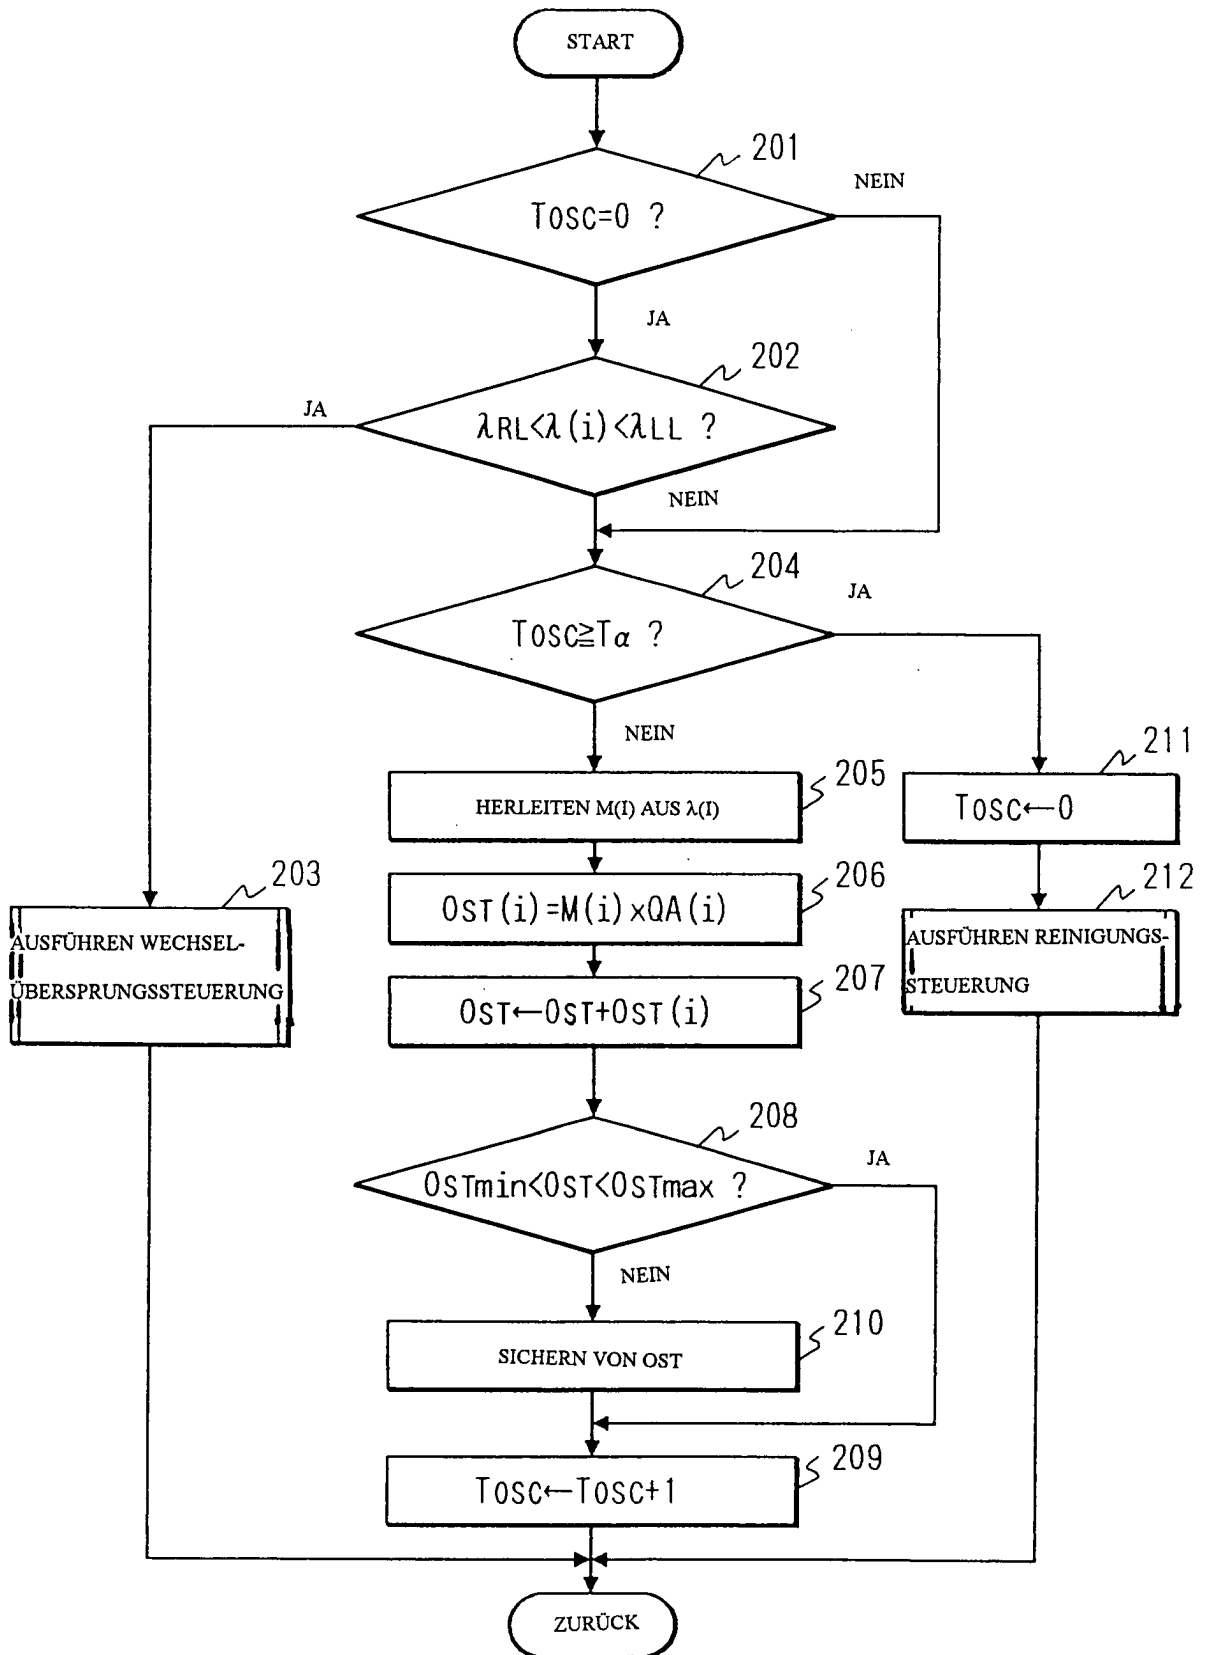 START
201
NEIN
TOSC=0 ?
JA
202
JA
λRL<λ(i)<λLL ?
NEIN
204
JA
TOSC≧Tα ?
NEIN
205
211
HERLEITEN M(I) AUS λ(I)
TOSC←0
203
206
212
AUSFÜHREN WECHSEL-
ÜBERSPRUNGSSTEUERUNG
OST(i)=M(i)×QA(i)
AUSFÜHREN REINIGUNGS-
STEUERUNG
207
OST←OST+OST(i)
208
JA
OSTmin<OST<OSTmax ?
NEIN
210
SICHERN VON OST
209
TOSC←TOSC+1
ZURÜCK